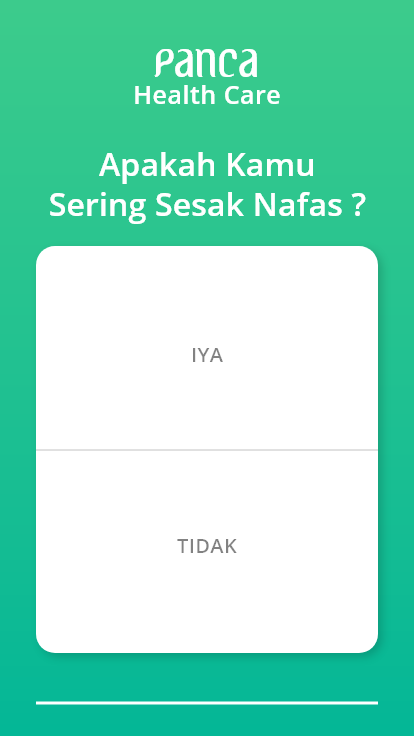 Panca
Health Care
Apakah Kamu
Sering Sesak Nafas ?
IYA
TIDAK